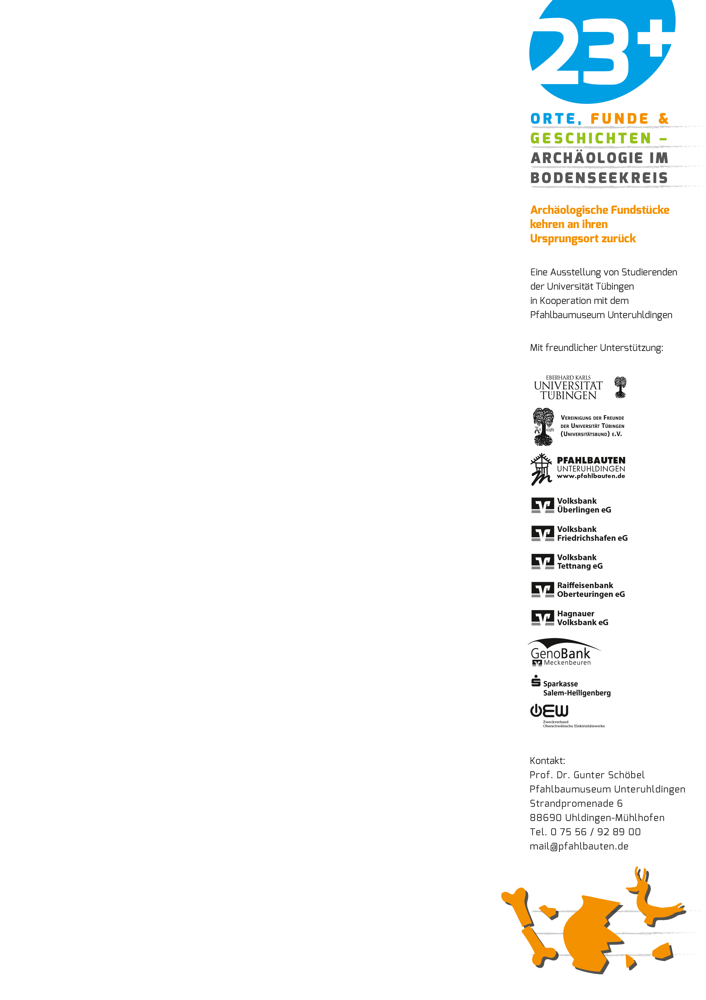 23+
ORTE, FUNDE &
GESCHICHTEN –
ARCHÄOLOGIE IM
BODENSEEKREIS
Archäologische Fundstücke
kehren an ihren
Ursprungsort zurück
Eine Ausstellung von Studierenden
der Universität Tübingen
in Kooperation mit dem
Pfahlbaumuseum Unteruhldingen
Mit freundlicher Unterstützung:
EBERHARD KARLS
UNIVERSITÄT
TÜBINGEN
VEREINIGUNG DER FREUNDE
DER UNIVERSITÄT TÜBINGEN
(UNIVERSITÄTSBUND) E.V.
PFAHLBAUTEN
UNTERUHLDINGEN
www.pfahlbauten.de
Volksbank
Überlingen eG
Volksbank
Friedrichshafen eG
Volksbank
Tettnang eG
Raiffeisenbank
Oberteuringen eG
Hagnauer
Volksbank eG
GenoBank
Meckenbeuren
Sparkasse
Salem-Heiligenberg
OEW
Zweckverband
Oberschwäbische Elektrizitätswerke
Kontakt:
Prof. Dr. Gunter Schöbel
Pfahlbaumuseum Unteruhldingen
Strandpromenade 6
88690 Uhldingen-Mühlhofen
Tel. 0 75 56 / 92 89 00
mail@pfahlbauten.de